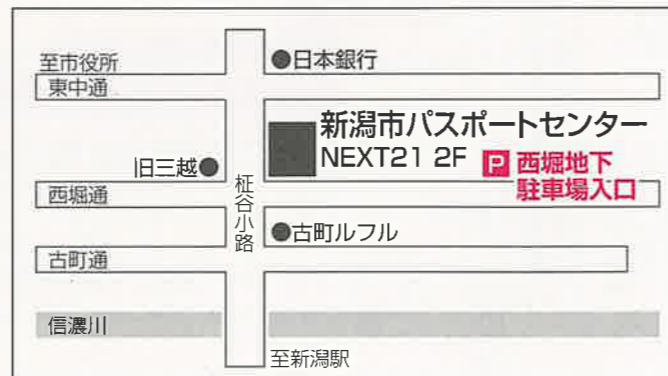 至市役所
●日本銀行
東中通
新潟市パスポートセンター
NEXT21 2F
P 西堀地下
駐車場入口
旧三越●
西堀通
柾谷小路
●古町ルフル
古町通
信濃川
至新潟駅